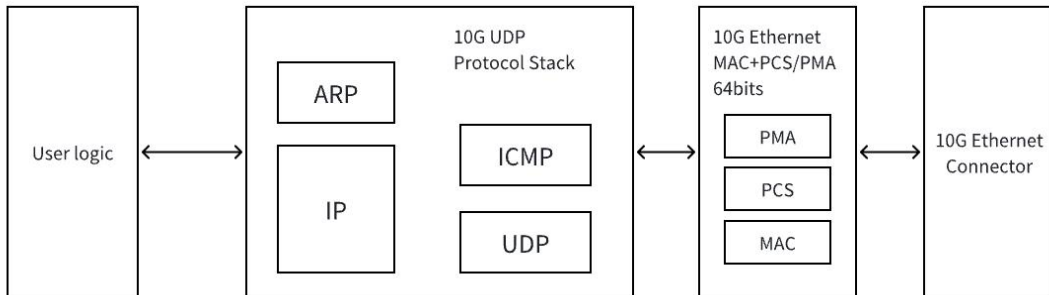 User logic
10G UDP
Protocol Stack
ARP
IP
ICMP
UDP
10G Ethernet
MAC+PCS/PMA
64bits
PMA
PCS
MAC
10G Ethernet
Connector